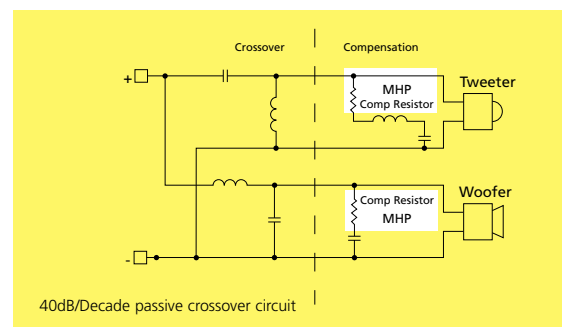 Crossover
Compensation
+
MHP
Comp Resistor
Tweeter
Comp Resistor
MHP
Woofer
-
40dB/Decade passive crossover circuit